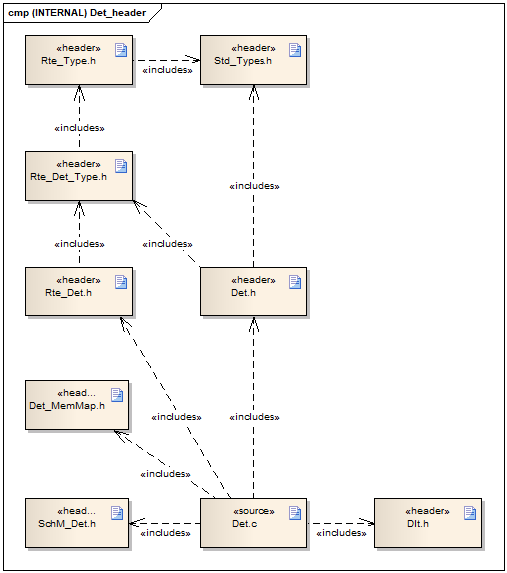 cmp (INTERNAL) Det_header
«header»
Rte_Type.h
«header»
Std_Types.h
«includes»
«includes»
«header»
Rte_Det_Type.h
«includes»
«includes»
«includes»
«header»
Rte_Det.h
«header»
Det.h
«head...
Det_MemMap.h
«includes»
«includes»
«includes»
«head...
SchM_Det.h
«source»
Det.c
«header»
Dlt.h
«includes»
«includes»